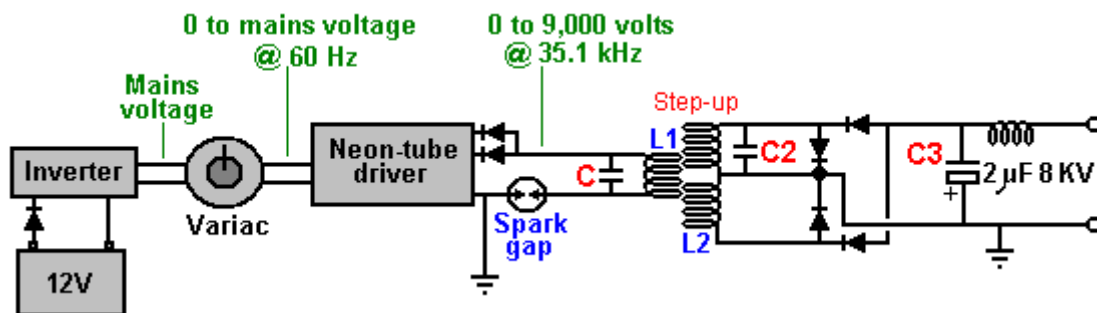 0 to mains voltage
@ 60 Hz
0 to 9,000 volts
@ 35.1 kHz
Mains
voltage
Step-up
Inverter
Variac
Neon-tube
driver
L1
C
C2
C3
2 µF 8 KV
+
Spark
gap
L2
12V